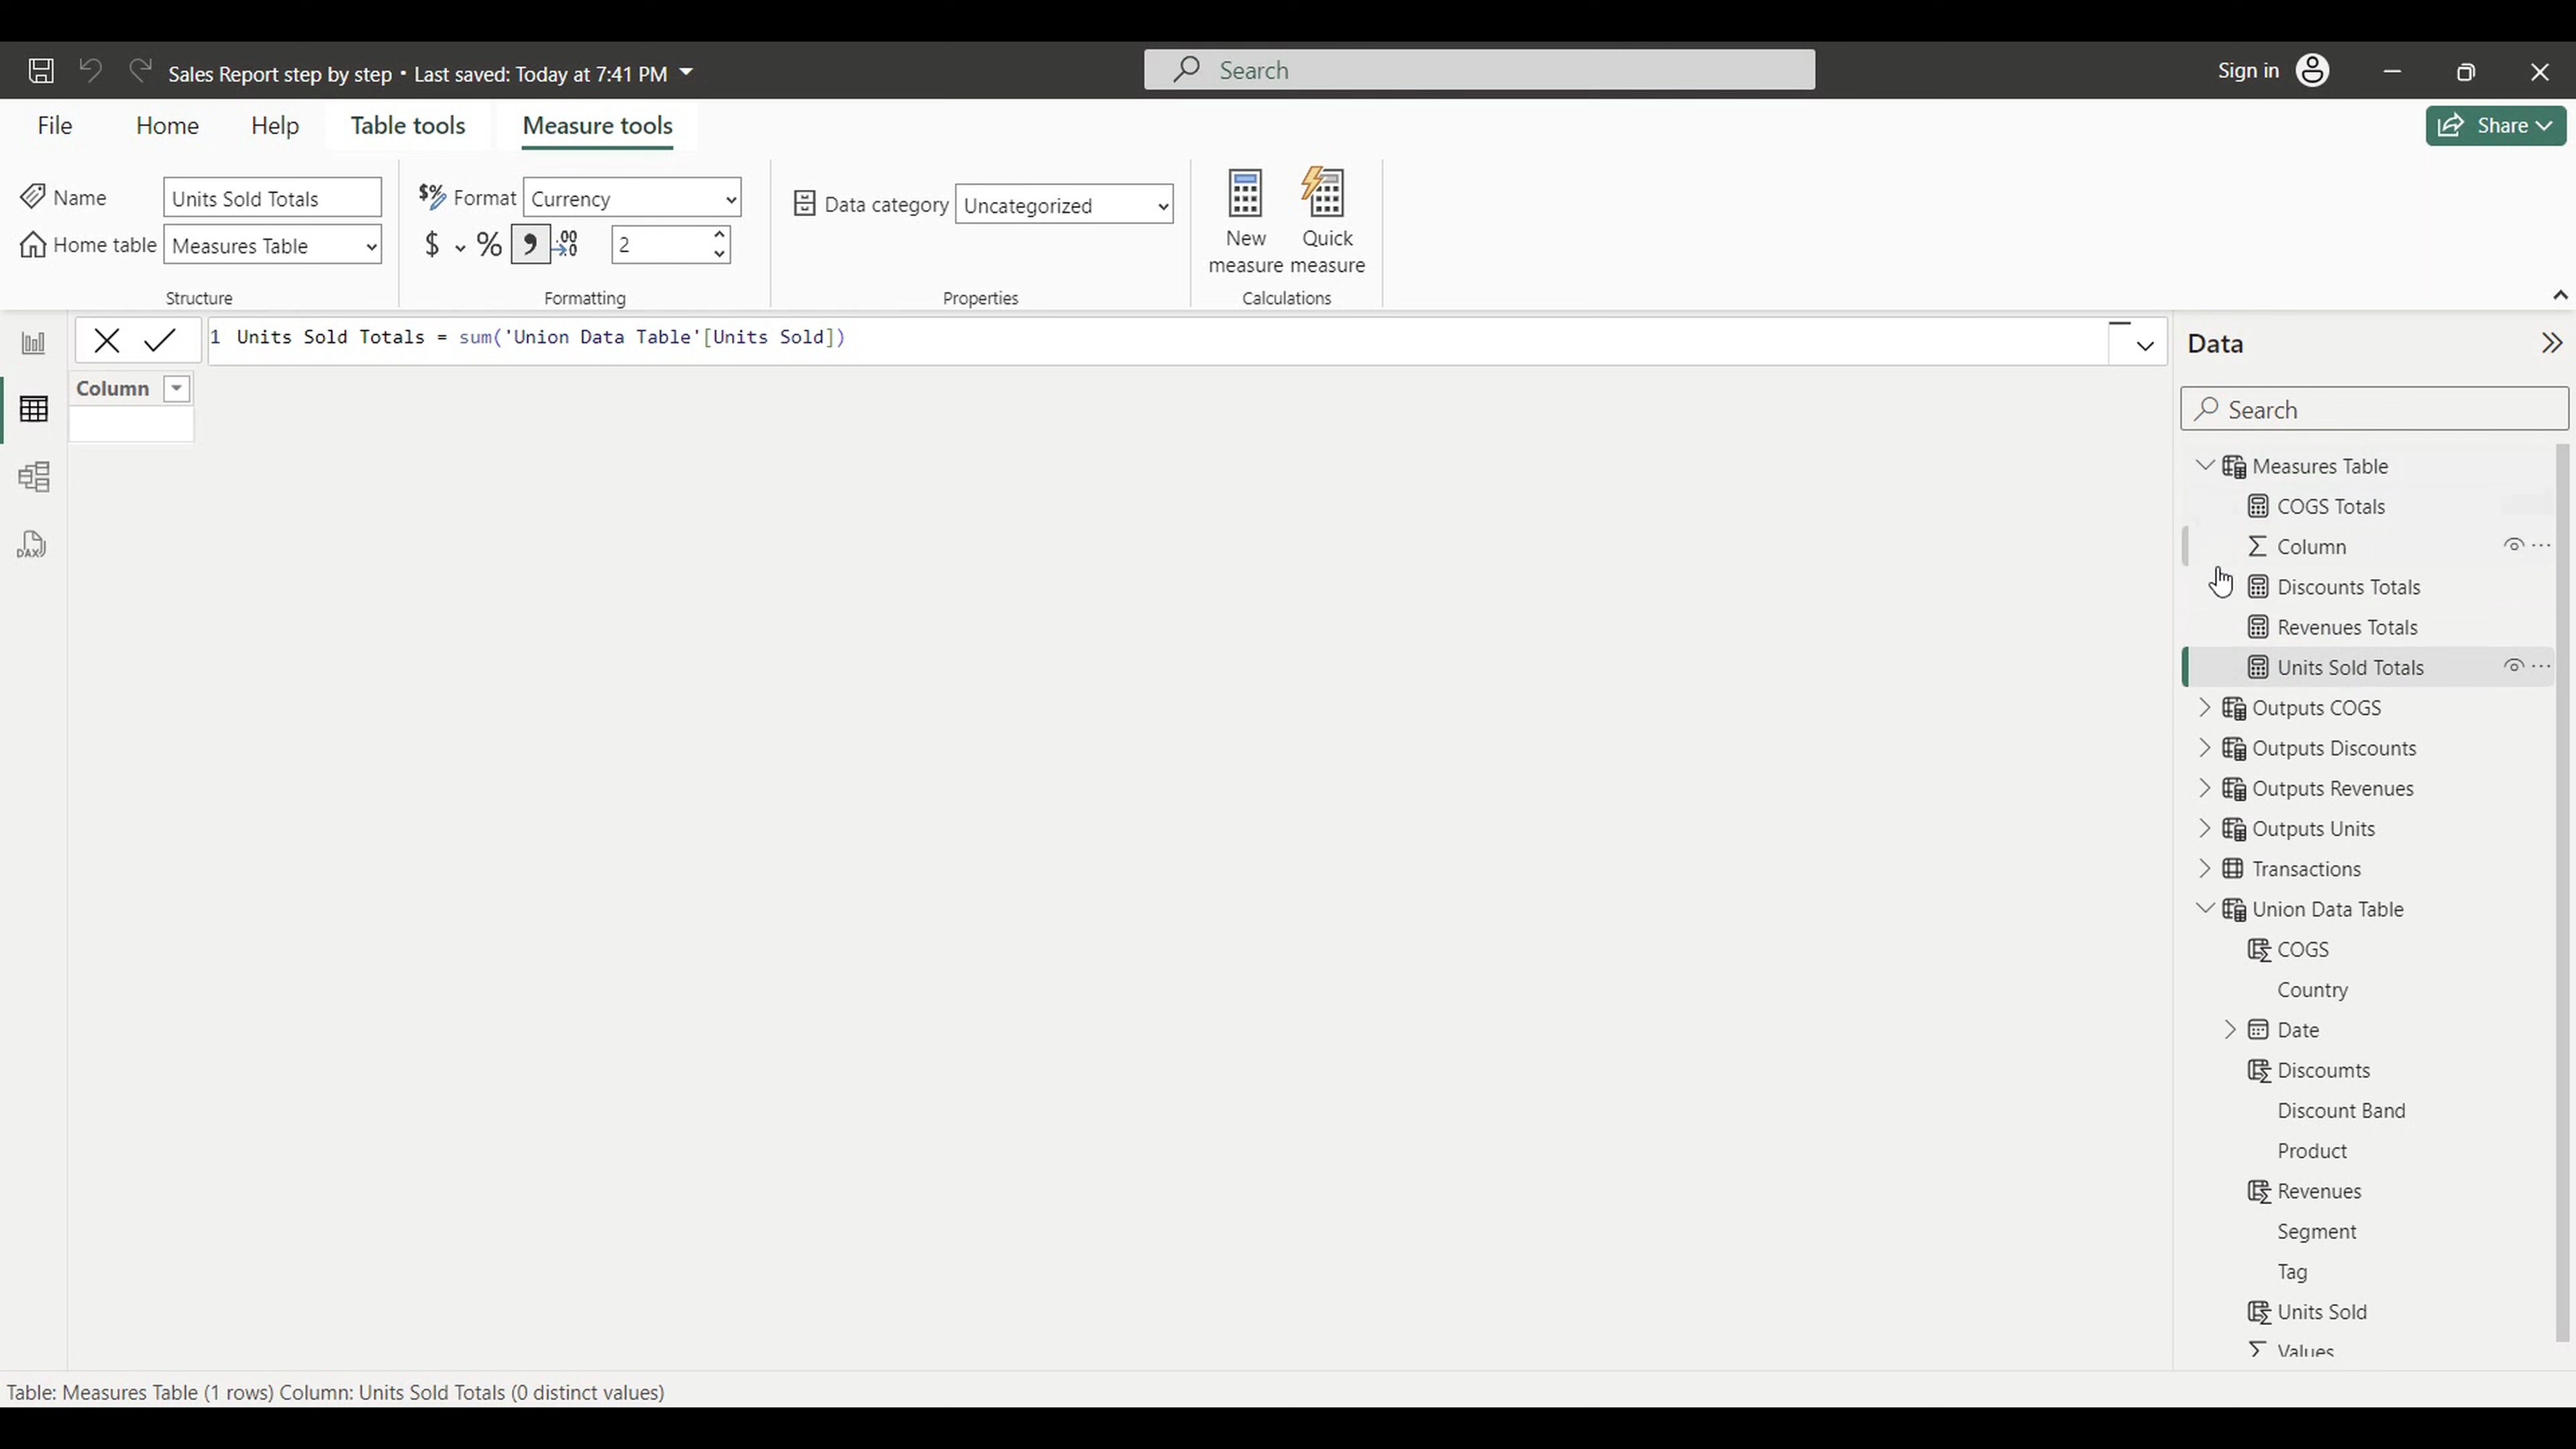 Sales Report step by step • Last saved: Today at 7:41 PM
Search
Sign in
File
Home
Help
Table tools
Measure tools
Share
Name
Units Sold Totals
Home table
Measures Table
Structure
$% Format
Currency
$
%
,
.00
→0
2
Formatting
Data category
Uncategorized
Properties
New
measure
Quick
measure
Calculations
1 Units Sold Totals = sum('Union Data Table'[Units Sold])
Column
DAX
Data
Search
Measures Table
COGS Totals
Column
Discounts Totals
Revenues Totals
Units Sold Totals
Outputs COGS
Outputs Discounts
Outputs Revenues
Outputs Units
Transactions
Union Data Table
COGS
Country
Date
Discoumts
Discount Band
Product
Revenues
Segment
Tag
Units Sold
Values
Table: Measures Table (1 rows) Column: Units Sold Totals (0 distinct values)